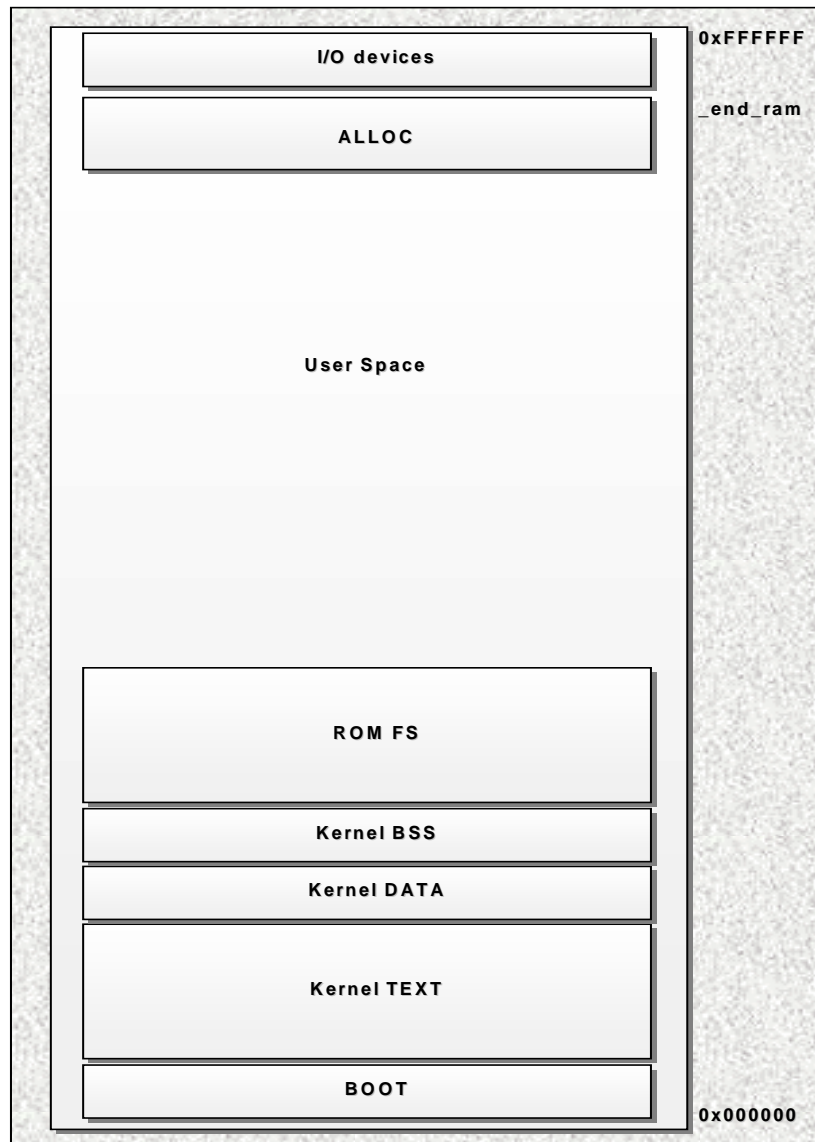 0xFFFFFF
I/O devices
_end_ram
ALLOC
User Space
ROM FS
Kernel BSS
Kernel DATA
Kernel TEXT
BOOT
0x000000